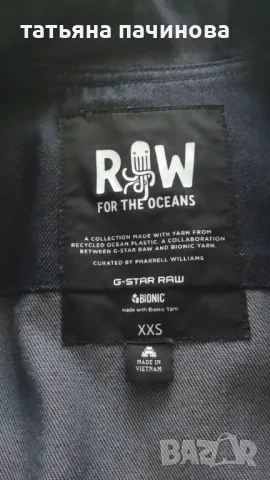 татьяна пачинова
RAW
FOR THE OCEANS
A COLLECTION MADE WITH YARN FROM
RECYCLED OCEAN PLASTIC. A COLLABORATION
BETWEEN G-STAR RAW AND BIONIC YARN.
CURATED BY PHARRELL WILLIAMS
G-STAR RAW
BIONIC
made with Bionic Yarn
XXS
MADE IN
VIETNAM
BAZAR